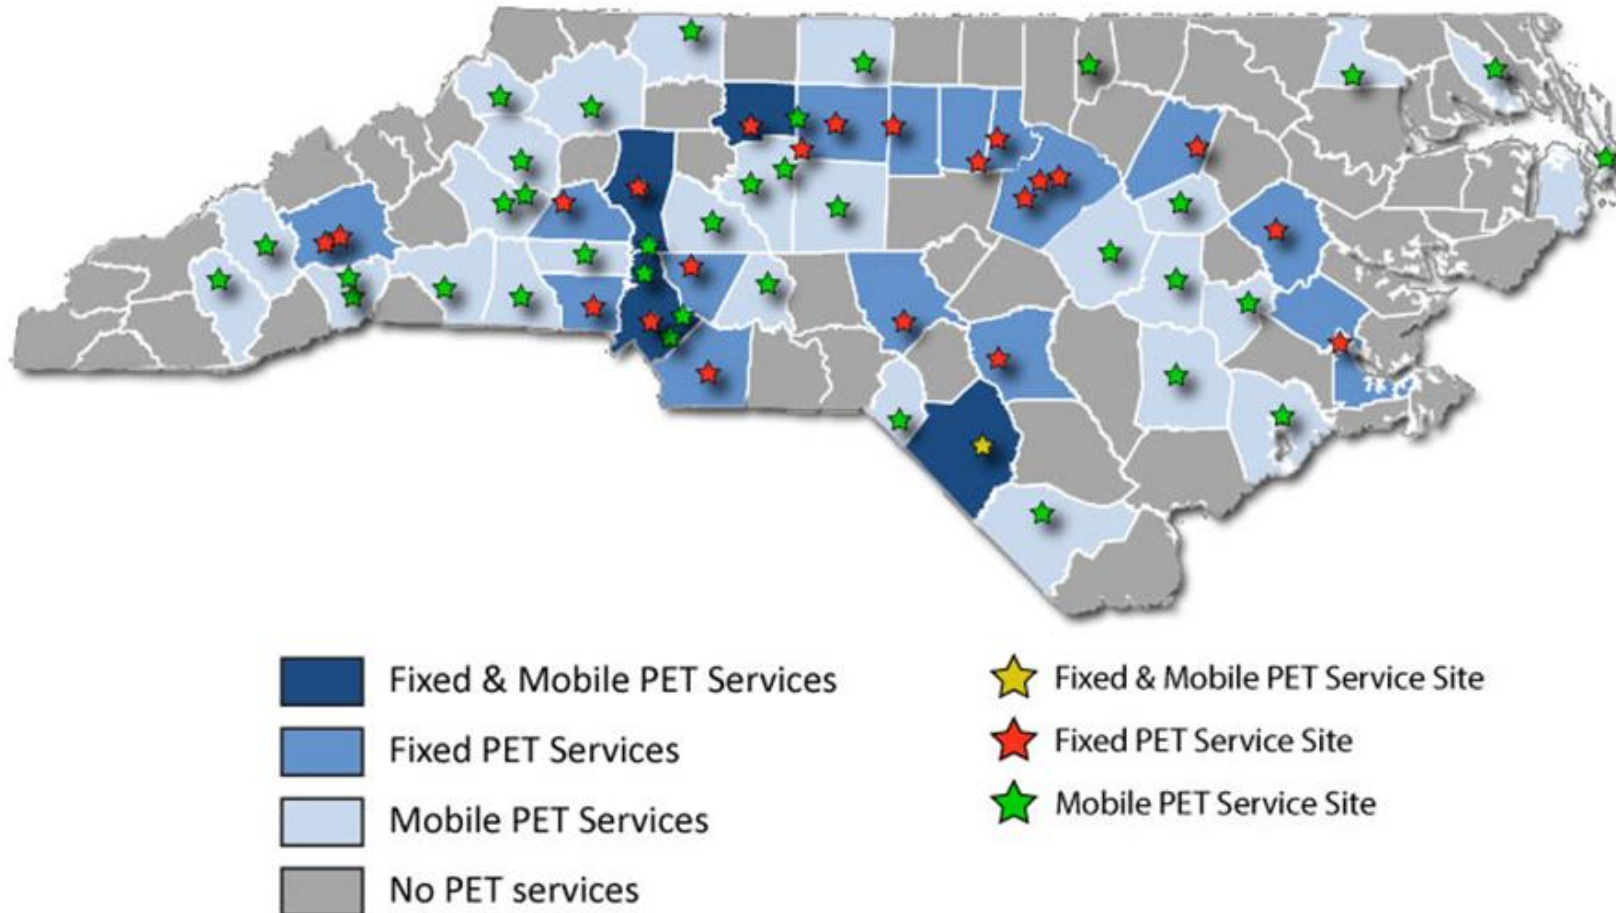 Fixed & Mobile PET Services
Fixed PET Services
Mobile PET Services
No PET services
Fixed & Mobile PET Service Site
Fixed PET Service Site
Mobile PET Service Site